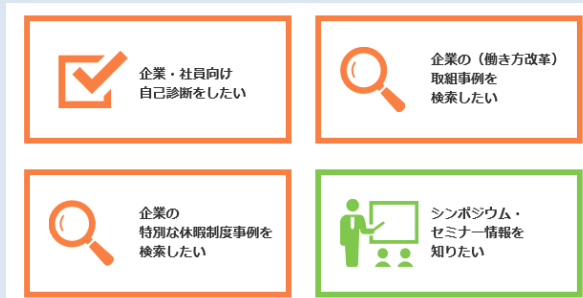 企業・社員向け
自己診断をしたい
企業の（働き方改革）
取組事例を
検索したい
企業の
特別な休暇制度事例を
検索したい
シンポジウム・
セミナー情報を
知りたい